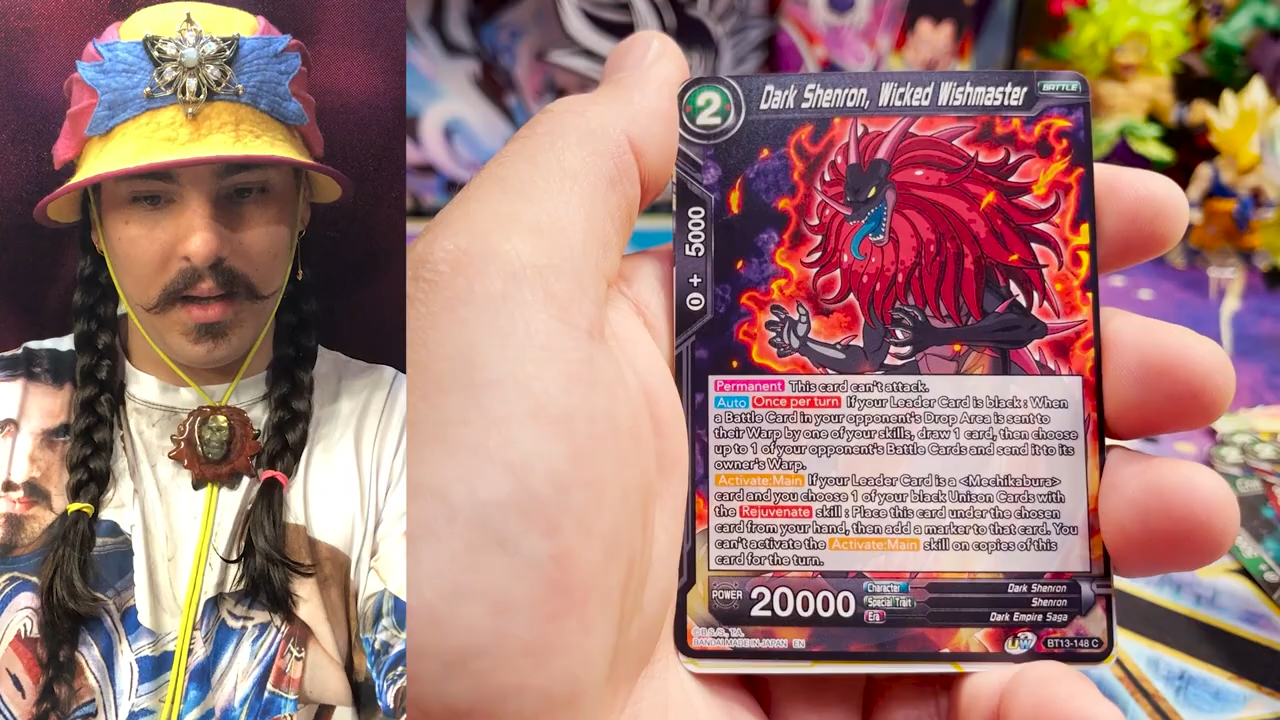 2
Dark Shenron, Wicked Wishmaster
BATTLE
0 + 5000
Permanent This card can't attack.
Auto Once per turn If your Leader Card is black: When
a Battle Card in your opponent's Drop Area is sent to
their Warp by one of your skills, draw 1 card, then choose
up to 1 of your opponent's Battle Cards and send it to its
owner's Warp.
Activate:Main If your Leader Card is a <Mechikabura>
card and you choose 1 of your black Unison Cards with
the Rejuvenate skill : Place this card under the chosen
card from your hand, then add a marker to that card. You
can't activate the Activate:Main skill on copies of this
card for the turn.
POWER 20000
Character Dark Shenron
Special Trait Shenron
Era Dark Empire Saga
©B.S./S., T.A.
BANDAI MADE IN JAPAN EN
UW BT13-148 C